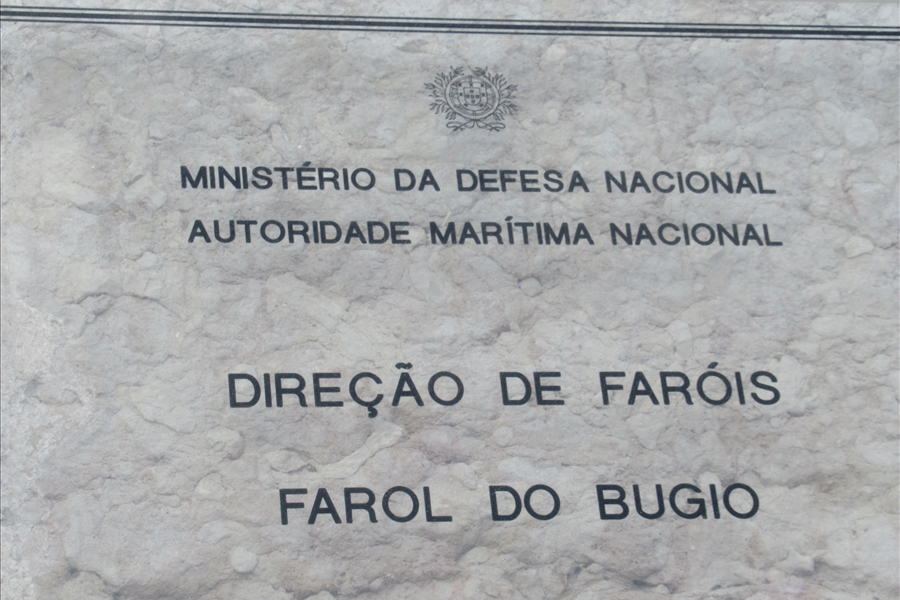 MINISTÉRIO DA DEFESA NACIONAL
AUTORIDADE MARÍTIMA NACIONAL
DIREÇÃO DE FARÓIS
FAROL DO BUGIO